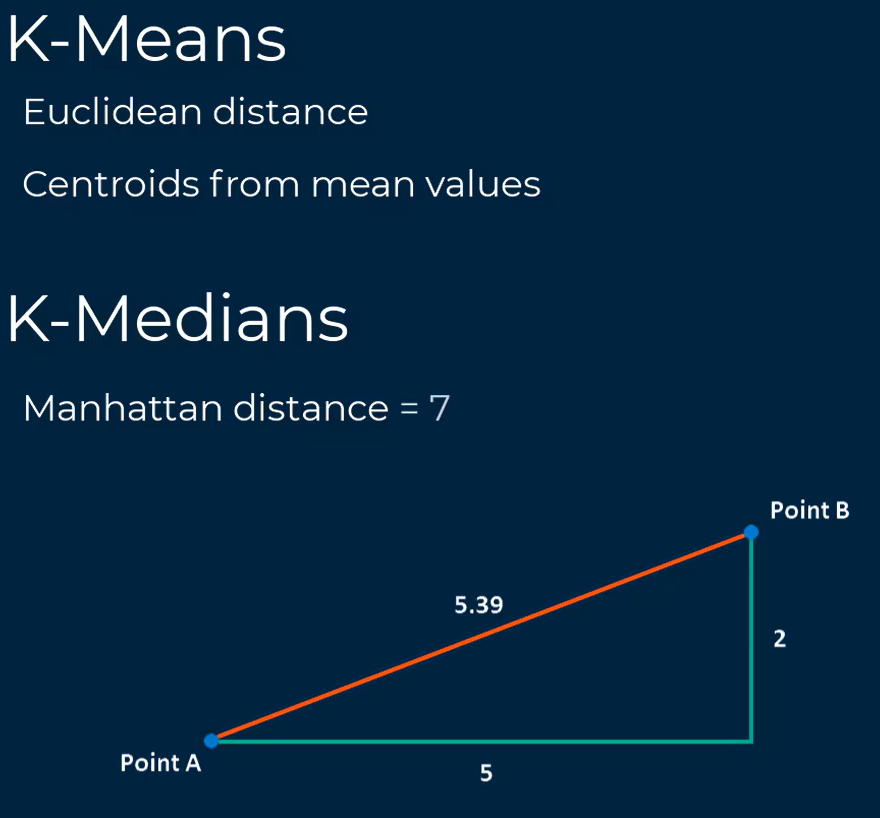 K-Means
Euclidean distance
Centroids from mean values
K-Medians
Manhattan distance = 7
Point B
5.39
2
Point A
5